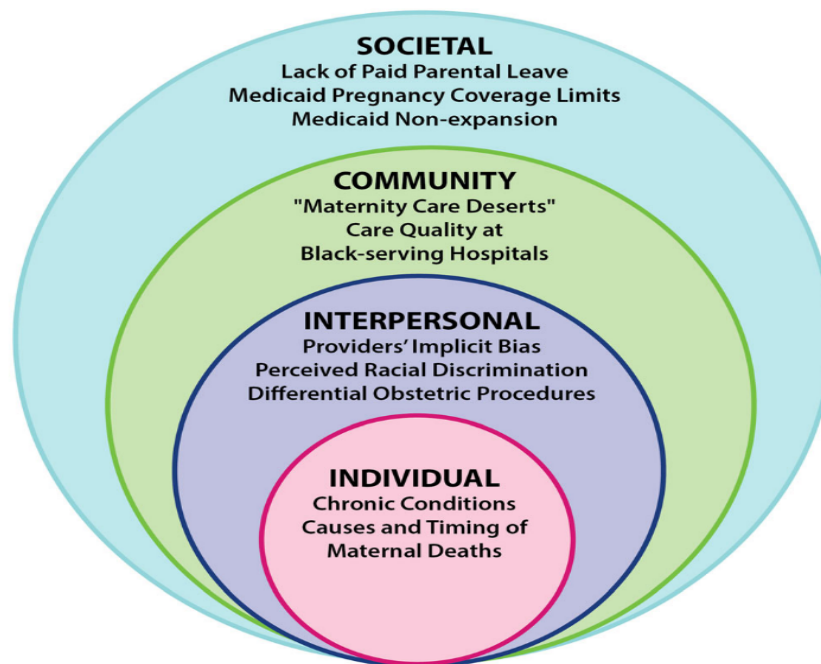 SOCIETAL
Lack of Paid Parental Leave
Medicaid Pregnancy Coverage Limits
Medicaid Non-expansion
COMMUNITY
"Maternity Care Deserts"
Care Quality at
Black-serving Hospitals
INTERPERSONAL
Providers’ Implicit Bias
Perceived Racial Discrimination
Differential Obstetric Procedures
INDIVIDUAL
Chronic Conditions
Causes and Timing of
Maternal Deaths